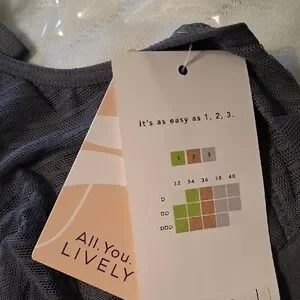 It's as easy as 1, 2, 3.
1 2 3
32 34 36 38 40
D
DD
DDD
All.You.
LIVELY